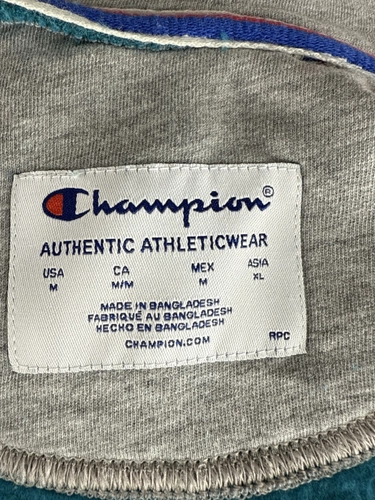 Champion®
AUTHENTIC ATHLETICWEAR
USA CA MEX ASIA
M M/M M XL
MADE IN BANGLADESH
FABRIQUÉ AU BANGLADESH
HECHO EN BANGLADESH
CHAMPION.COM RPC